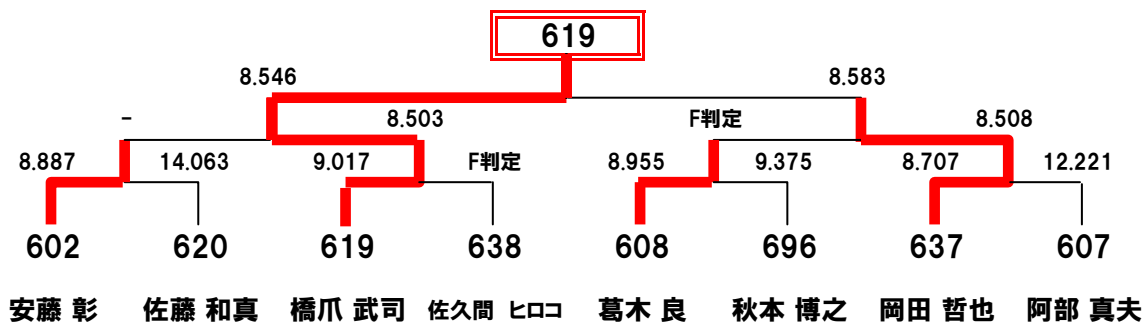 619
8.546 8.583
- 8.503 F判定 8.508
8.887 14.063 9.017 F判定 8.955 9.375 8.707 12.221
602 620 619 638 608 696 637 607
安藤 彰 佐藤 和真 橋爪 武司 佐久間 ヒロコ 葛木 良 秋本 博之 岡田 哲也 阿部 真夫